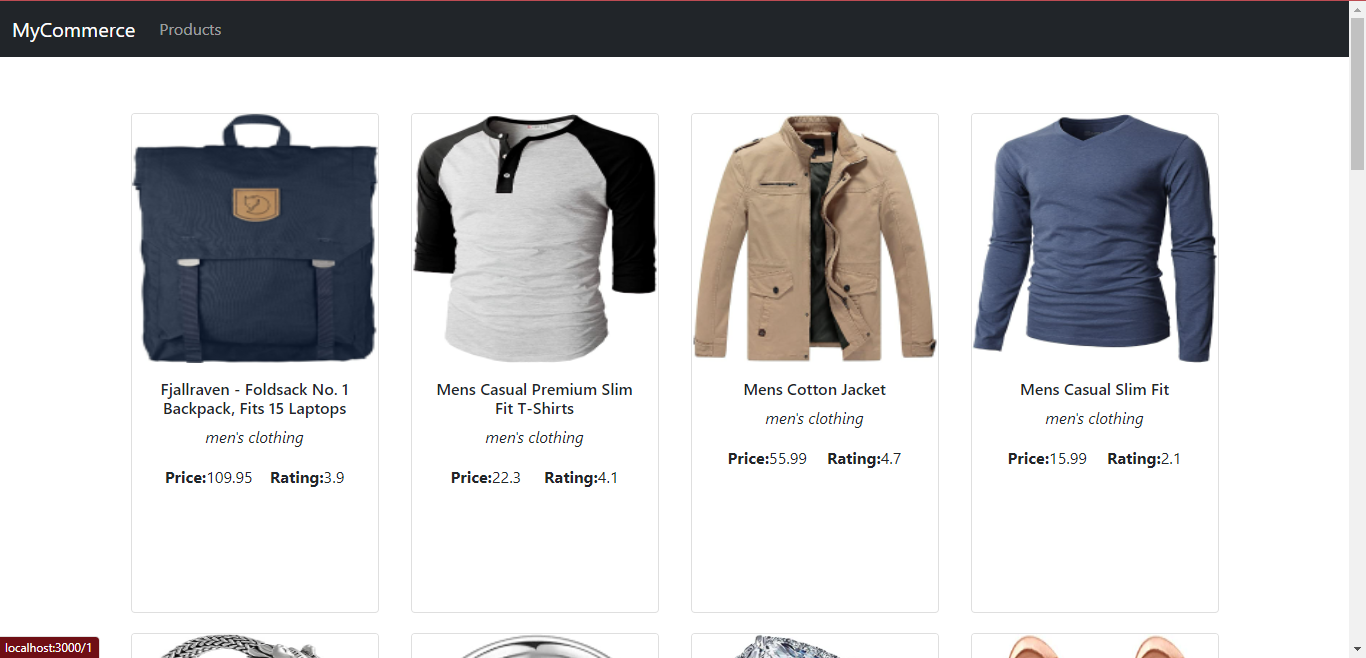 MyCommerce Products
Fjallraven - Foldsack No. 1
Backpack, Fits 15 Laptops
men's clothing
Price:109.95 Rating:3.9
Mens Casual Premium Slim
Fit T-Shirts
men's clothing
Price:22.3 Rating:4.1
Mens Cotton Jacket
men's clothing
Price:55.99 Rating:4.7
Mens Casual Slim Fit
men's clothing
Price:15.99 Rating:2.1
localhost:3000/1